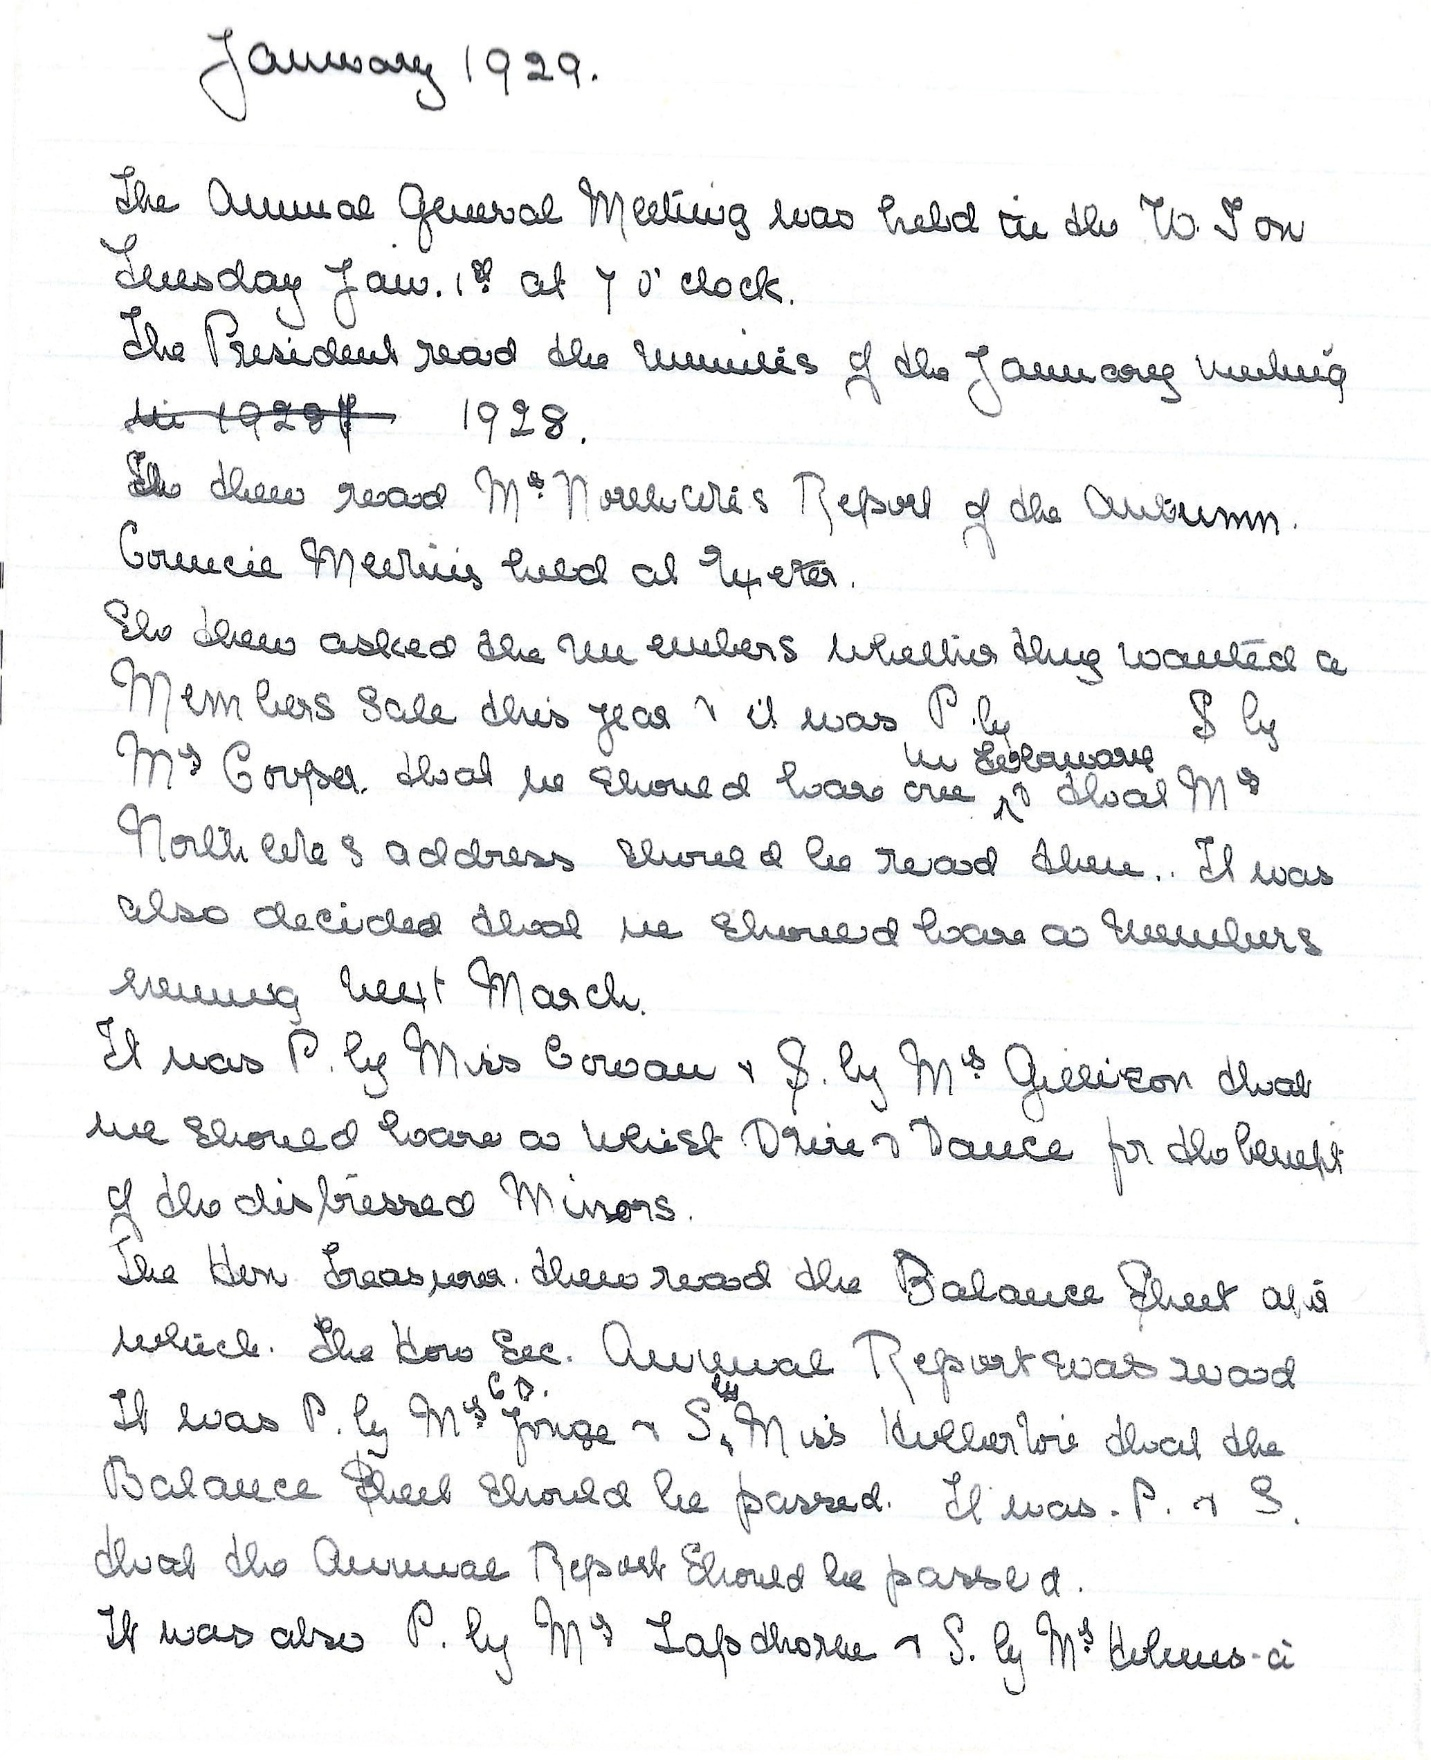 January 1929.
The Annual General Meeting was held in the W. I on
Tuesday Jan. 1st at 7 o'clock.
The President read the minutes of the January meeting
in 1928 1928.
She then read Mrs. Northcote's Report of the Autumn.
Council Meeting held at Exeter.
She then asked the members whether they wanted a
Members Sale this year & it was P. by S by
Mrs Cooper. that we should have one in February & that Mrs
Northcote's address should be read then.. It was
also decided that we should have a members
evening next March.
It was P. by Miss Cowan & S. by Mrs Gillison that
we should have a Whist Drive & Dance for the benefit
of the distressed Minors.
The Hon Treasurer. then read the Balance Sheet after
which. The Hon Sec. Annual Report was read
It was P. by Mrs C.D. Yonge & S. by Miss that the
Balance Sheet should be passed. It was. P. & S.
that the Annual Report should be passed.
It was also P. by Mrs Lapthorne & S. by Mrs